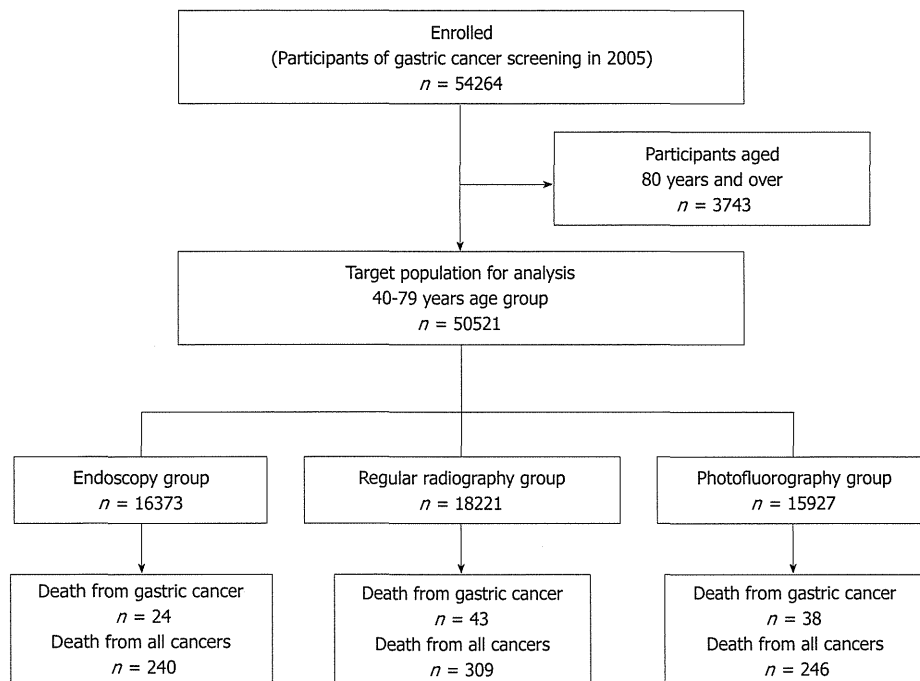 Enrolled
(Participants of gastric cancer screening in 2005)
n = 54264
Participants aged
80 years and over
n = 3743
Target population for analysis
40-79 years age group
n = 50521
Endoscopy group
n = 16373
Regular radiography group
n = 18221
Photofluorography group
n = 15927
Death from gastric cancer
n = 24
Death from all cancers
n = 240
Death from gastric cancer
n = 43
Death from all cancers
n = 309
Death from gastric cancer
n = 38
Death from all cancers
n = 246